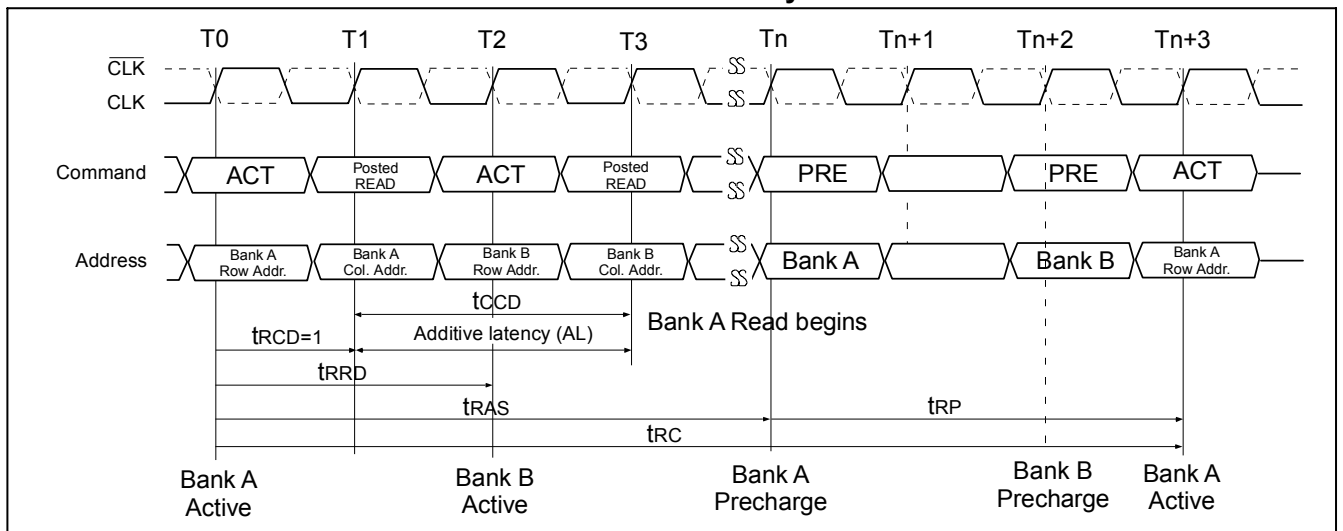 T0 T1 T2 T3 Tn Tn+1 Tn+2 Tn+3
CLK
CLK
Command ACT Posted READ ACT Posted READ PRE PRE ACT
Address Bank A Row Addr. Bank A Col. Addr. Bank B Row Addr. Bank B Col. Addr. Bank A Bank B Bank A Row Addr.
tCCD
Bank A Read begins
tRCD=1 Additive latency (AL)
tRRD
tRAS tRP
tRC
Bank A Active Bank B Active Bank A Precharge Bank B Precharge Bank A Active